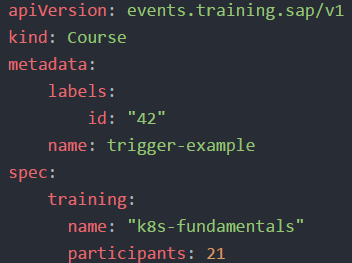 apiVersion: events.training.sap/v1
kind: Course
metadata:
    labels:
        id: "42"
    name: trigger-example
spec:
    training:
      name: "k8s-fundamentals"
      participants: 21